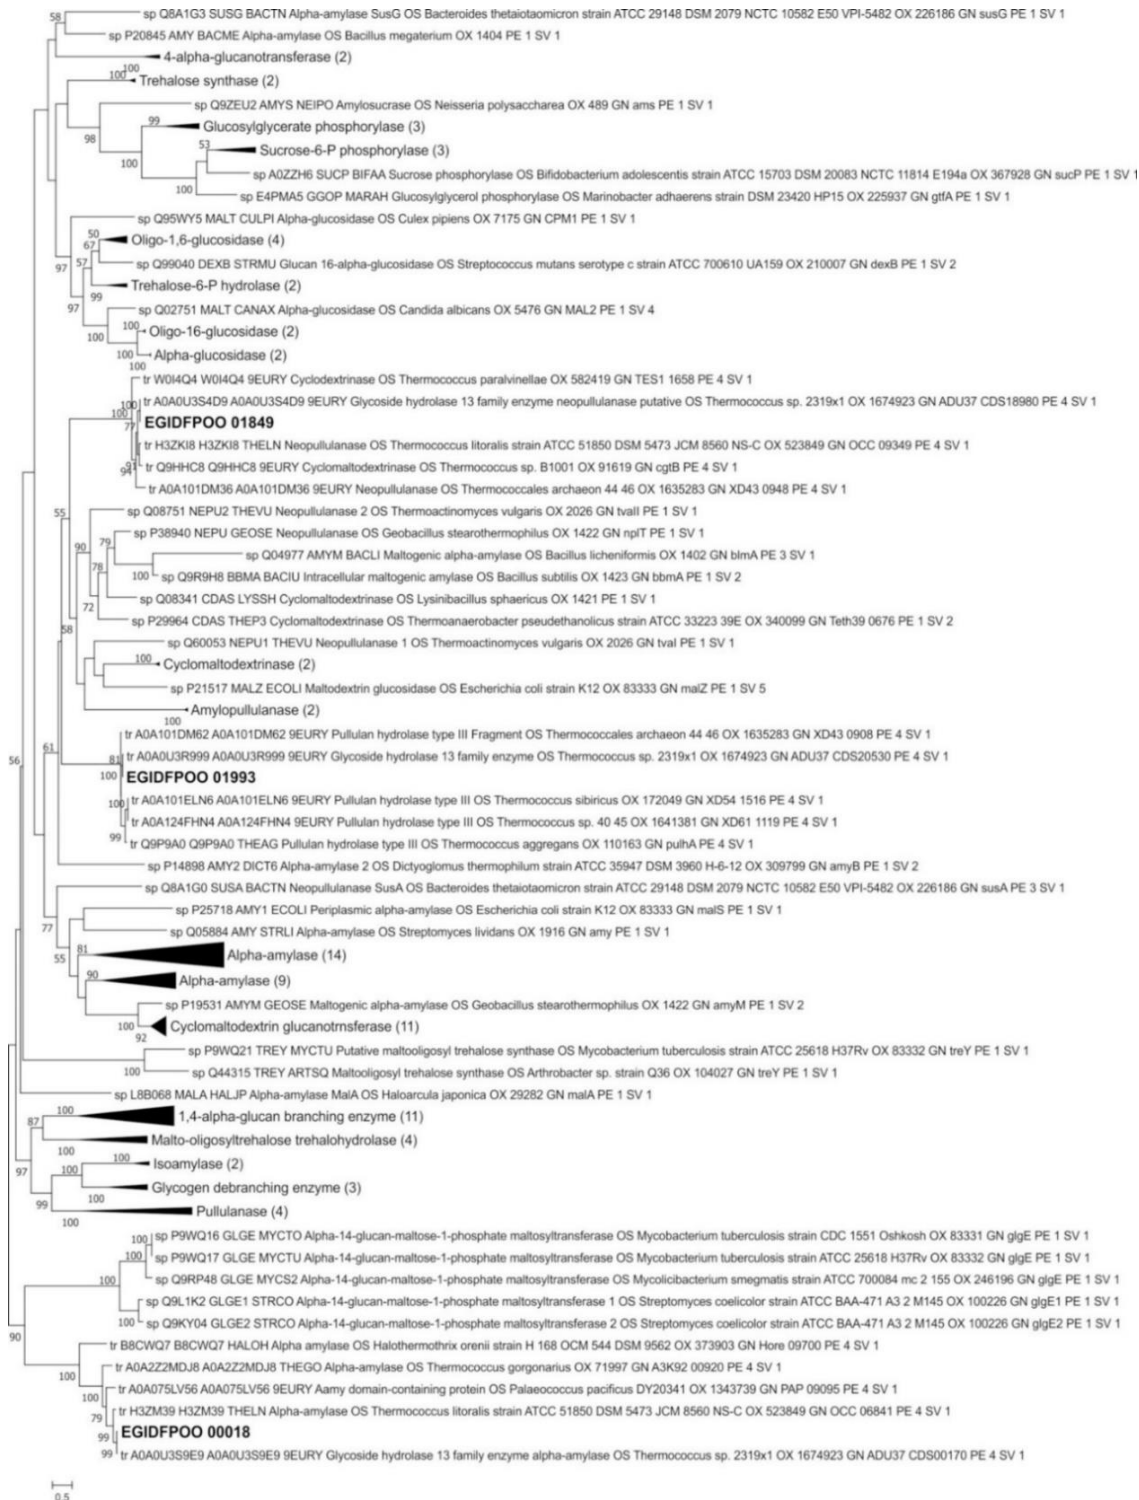 58
sp Q8A1G3 SUSG BACTN Alpha-amylase SusG OS Bacteroides thetaiotaomicron strain ATCC 29148 DSM 2079 NCTC 10582 E50 VPI-5482 OX 226186 GN susG PE 1 SV 1
sp P20845 AMY BACME Alpha-amylase OS Bacillus megaterium OX 1404 PE 1 SV 1
100
4-alpha-glucanotransferase (2)
100
Trehalose synthase (2)
sp Q9ZEU2 AMYS NEIPO Amylosucrase OS Neisseria polysaccharea OX 489 GN ams PE 1 SV 1
98
99
Glucosylglycerate phosphorylase (3)
100
53
Sucrose-6-P phosphorylase (3)
sp A0ZZH6 SUCP BIFAA Sucrose phosphorylase OS Bifidobacterium adolescentis strain ATCC 15703 DSM 20083 NCTC 11814 E194a OX 367928 GN sucP PE 1 SV 1
100
sp E4PMA5 GGOP MARAH Glucosylglycerol phosphorylase OS Marinobacter adhaerens strain DSM 23420 HP15 OX 225937 GN gtfA PE 1 SV 1
sp Q95WY5 MALT CULPI Alpha-glucosidase OS Culex pipiens OX 7175 GN CPM1 PE 1 SV 1
97
50
Oligo-1,6-glucosidase (4)
67
57
sp Q99040 DEXB STRMU Glucan 16-alpha-glucosidase OS Streptococcus mutans serotype c strain ATCC 700610 UA159 OX 210007 GN dexB PE 1 SV 2
99
Trehalose-6-P hydrolase (2)
97
sp Q02751 MALT CANAX Alpha-glucosidase OS Candida albicans OX 5476 GN MAL2 PE 1 SV 4
100
100
Oligo-16-glucosidase (2)
100
Alpha-glucosidase (2)
100
tr W0I4Q4 W0I4Q4 9EURY Cyclodextrinase OS Thermococcus paralvinellae OX 582419 GN TES1 1658 PE 4 SV 1
100
tr A0A0U3S4D9 A0A0U3S4D9 9EURY Glycoside hydrolase 13 family enzyme neopullulanase putative OS Thermococcus sp. 2319x1 OX 1674923 GN ADU37 CDS18980 PE 4 SV 1
100
77
EGIDFPOO 01849
tr H3ZKI8 H3ZKI8 THELN Neopullulanase OS Thermococcus litoralis strain ATCC 51850 DSM 5473 JCM 8560 NS-C OX 523849 GN OCC 09349 PE 4 SV 1
91
94
tr Q9HHC8 Q9HHC8 9EURY Cyclomaltodextrinase OS Thermococcus sp. B1001 OX 91619 GN cgtB PE 4 SV 1
tr A0A101DM36 A0A101DM36 9EURY Neopullulanase OS Thermococcales archaeon 44 46 OX 1635283 GN XD43 0948 PE 4 SV 1
55
sp Q08751 NEPU2 THEVU Neopullulanase 2 OS Thermoactinomyces vulgaris OX 2026 GN tvaII PE 1 SV 1
90
79
sp P38940 NEPU GEOSE Neopullulanase OS Geobacillus stearothermophilus OX 1422 GN nplT PE 1 SV 1
sp Q04977 AMYM BACLI Maltogenic alpha-amylase OS Bacillus licheniformis OX 1402 GN blmA PE 3 SV 1
78
100
sp Q9R9H8 BBMA BACIU Intracellular maltogenic amylase OS Bacillus subtilis OX 1423 GN bbmA PE 1 SV 2
72
sp Q08341 CDAS LYSSH Cyclomaltodextrinase OS Lysinibacillus sphaericus OX 1421 PE 1 SV 1
sp P29964 CDAS THEP3 Cyclomaltodextrinase OS Thermoanaerobacter pseudethanolicus strain ATCC 33223 39E OX 340099 GN Teth39 0676 PE 1 SV 2
58
sp Q60053 NEPU1 THEVU Neopullulanase 1 OS Thermoactinomyces vulgaris OX 2026 GN tvaI PE 1 SV 1
100
Cyclomaltodextrinase (2)
sp P21517 MALZ ECOLI Maltodextrin glucosidase OS Escherichia coli strain K12 OX 83333 GN malZ PE 1 SV 5
100
Amylopullulanase (2)
tr A0A101DM62 A0A101DM62 9EURY Pullulan hydrolase type III Fragment OS Thermococcales archaeon 44 46 OX 1635283 GN XD43 0908 PE 4 SV 1
61
81
tr A0A0U3R999 A0A0U3R999 9EURY Glycoside hydrolase 13 family enzyme OS Thermococcus sp. 2319x1 OX 1674923 GN ADU37 CDS20530 PE 4 SV 1
56
100
EGIDFPOO 01993
100
tr A0A101ELN6 A0A101ELN6 9EURY Pullulan hydrolase type III OS Thermococcus sibiricus OX 172049 GN XD54 1516 PE 4 SV 1
tr A0A124FHN4 A0A124FHN4 9EURY Pullulan hydrolase type III OS Thermococcus sp. 40 45 OX 1641381 GN XD61 1119 PE 4 SV 1
99
tr Q9P9A0 Q9P9A0 THEAG Pullulan hydrolase type III OS Thermococcus aggregans OX 110163 GN pulhA PE 4 SV 1
sp P14898 AMY2 DICT6 Alpha-amylase 2 OS Dictyoglomus thermophilum strain ATCC 35947 DSM 3960 H-6-12 OX 309799 GN amyB PE 1 SV 2
sp Q8A1G0 SUSA BACTN Neopullulanase SusA OS Bacteroides thetaiotaomicron strain ATCC 29148 DSM 2079 NCTC 10582 E50 VPI-5482 OX 226186 GN susA PE 3 SV 1
77
sp P25718 AMY1 ECOLI Periplasmic alpha-amylase OS Escherichia coli strain K12 OX 83333 GN malS PE 1 SV 1
sp Q05884 AMY STRLI Alpha-amylase OS Streptomyces lividans OX 1916 GN amy PE 1 SV 1
55
81
Alpha-amylase (14)
90
Alpha-amylase (9)
sp P19531 AMYM GEOSE Maltogenic alpha-amylase OS Geobacillus stearothermophilus OX 1422 GN amyM PE 1 SV 2
100
92
Cyclomaltodextrin glucanotrnsferase (11)
sp P9WQ21 TREY MYCTU Putative maltooligosyl trehalose synthase OS Mycobacterium tuberculosis strain ATCC 25618 H37Rv OX 83332 GN treY PE 1 SV 1
100
sp Q44315 TREY ARTSQ Maltooligosyl trehalose synthase OS Arthrobacter sp. strain Q36 OX 104027 GN treY PE 1 SV 1
sp L8B068 MALA HALJP Alpha-amylase MalA OS Haloarcula japonica OX 29282 GN malA PE 1 SV 1
100
1,4-alpha-glucan branching enzyme (11)
87
100
Malto-oligosyltrehalose trehalohydrolase (4)
97
100
Isoamylase (2)
100
100
Glycogen debranching enzyme (3)
99
100
Pullulanase (4)
100
sp P9WQ16 GLGE MYCTO Alpha-14-glucan-maltose-1-phosphate maltosyltransferase OS Mycobacterium tuberculosis strain CDC 1551 Oshkosh OX 83331 GN glgE PE 1 SV 1
100
sp P9WQ17 GLGE MYCTU Alpha-14-glucan-maltose-1-phosphate maltosyltransferase OS Mycobacterium tuberculosis strain ATCC 25618 H37Rv OX 83332 GN glgE PE 1 SV 1
100
sp Q9RP48 GLGE MYCS2 Alpha-14-glucan-maltose-1-phosphate maltosyltransferase OS Mycolicibacterium smegmatis strain ATCC 700084 mc 2 155 OX 246196 GN glgE PE 1 SV 1
sp Q9L1K2 GLGE1 STRCO Alpha-14-glucan-maltose-1-phosphate maltosyltransferase 1 OS Streptomyces coelicolor strain ATCC BAA-471 A3 2 M145 OX 100226 GN glgE1 PE 1 SV 1
100
sp Q9KY04 GLGE2 STRCO Alpha-14-glucan-maltose-1-phosphate maltosyltransferase 2 OS Streptomyces coelicolor strain ATCC BAA-471 A3 2 M145 OX 100226 GN glgE2 PE 1 SV 1
90
tr B8CWQ7 B8CWQ7 HALOH Alpha amylase OS Halothermothrix orenii strain H 168 OCM 544 DSM 9562 OX 373903 GN Hore 09700 PE 4 SV 1
tr A0A2Z2MDJ8 A0A2Z2MDJ8 THEGO Alpha-amylase OS Thermococcus gorgonarius OX 71997 GN A3K92 00920 PE 4 SV 1
100
tr A0A075LV56 A0A075LV56 9EURY Aamy domain-containing protein OS Palaeococcus pacificus DY20341 OX 1343739 GN PAP 09095 PE 4 SV 1
tr H3ZM39 H3ZM39 THELN Alpha-amylase OS Thermococcus litoralis strain ATCC 51850 DSM 5473 JCM 8560 NS-C OX 523849 GN OCC 06841 PE 4 SV 1
79
99
EGIDFPOO 00018
99
tr A0A0U3S9E9 A0A0U3S9E9 9EURY Glycoside hydrolase 13 family enzyme alpha-amylase OS Thermococcus sp. 2319x1 OX 1674923 GN ADU37 CDS00170 PE 4 SV 1
0.5